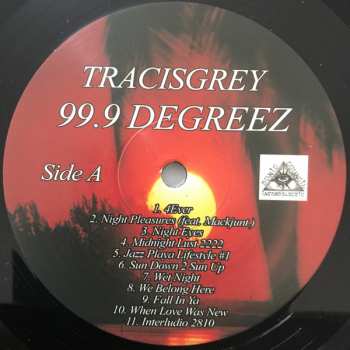 TRACISGREY
99.9 DEGREEZ
Side A
1. 4Ever
2. Night Pleasures (feat. Mackjunt)
3. Night Eyes
4. Midnight Lust 2222
5. Jazz Playa Lifestyle #1
6. Sun Down 2 Sun Up
7. Wet Night
8. We Belong Here
9. Fall In Ya
10. When Love Was New
11. Interludio 2810